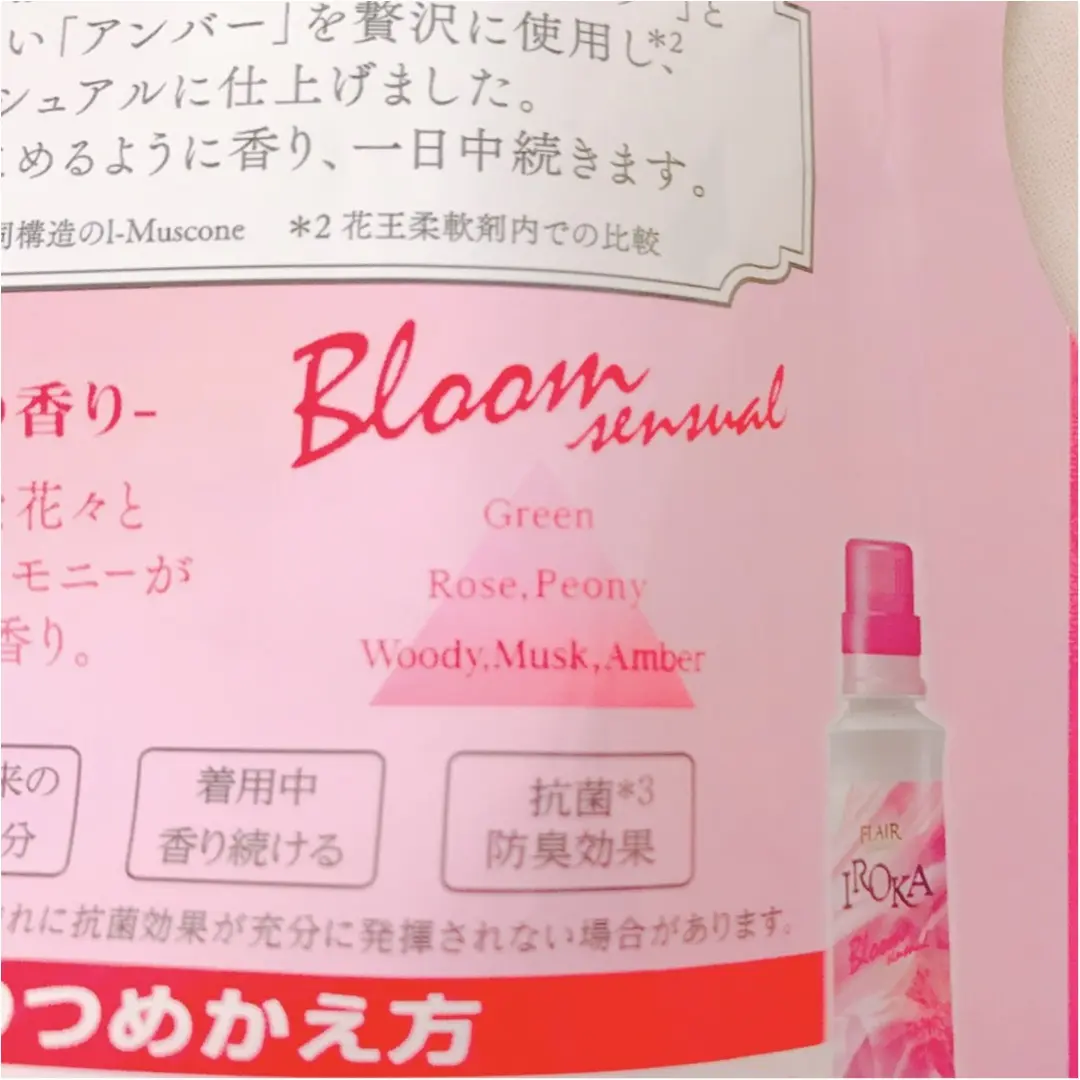 い「アンバー」を贅沢に使用し、*2
シュアルに仕上げました。
めるように香り、一日中続きます。
同構造のl-Muscone *2 花王柔軟剤内での比較
Bloom
sensual
香り-
花々と
モニーが
香り。
Green
Rose,Peony
Woody,Musk,Amber
来の
分
着用中
香り続ける
抗菌*3
防臭効果
れに抗菌効果が充分に発揮されない場合があります。
つめかえ方
FLAIR
IROKA
Bloom
sensual